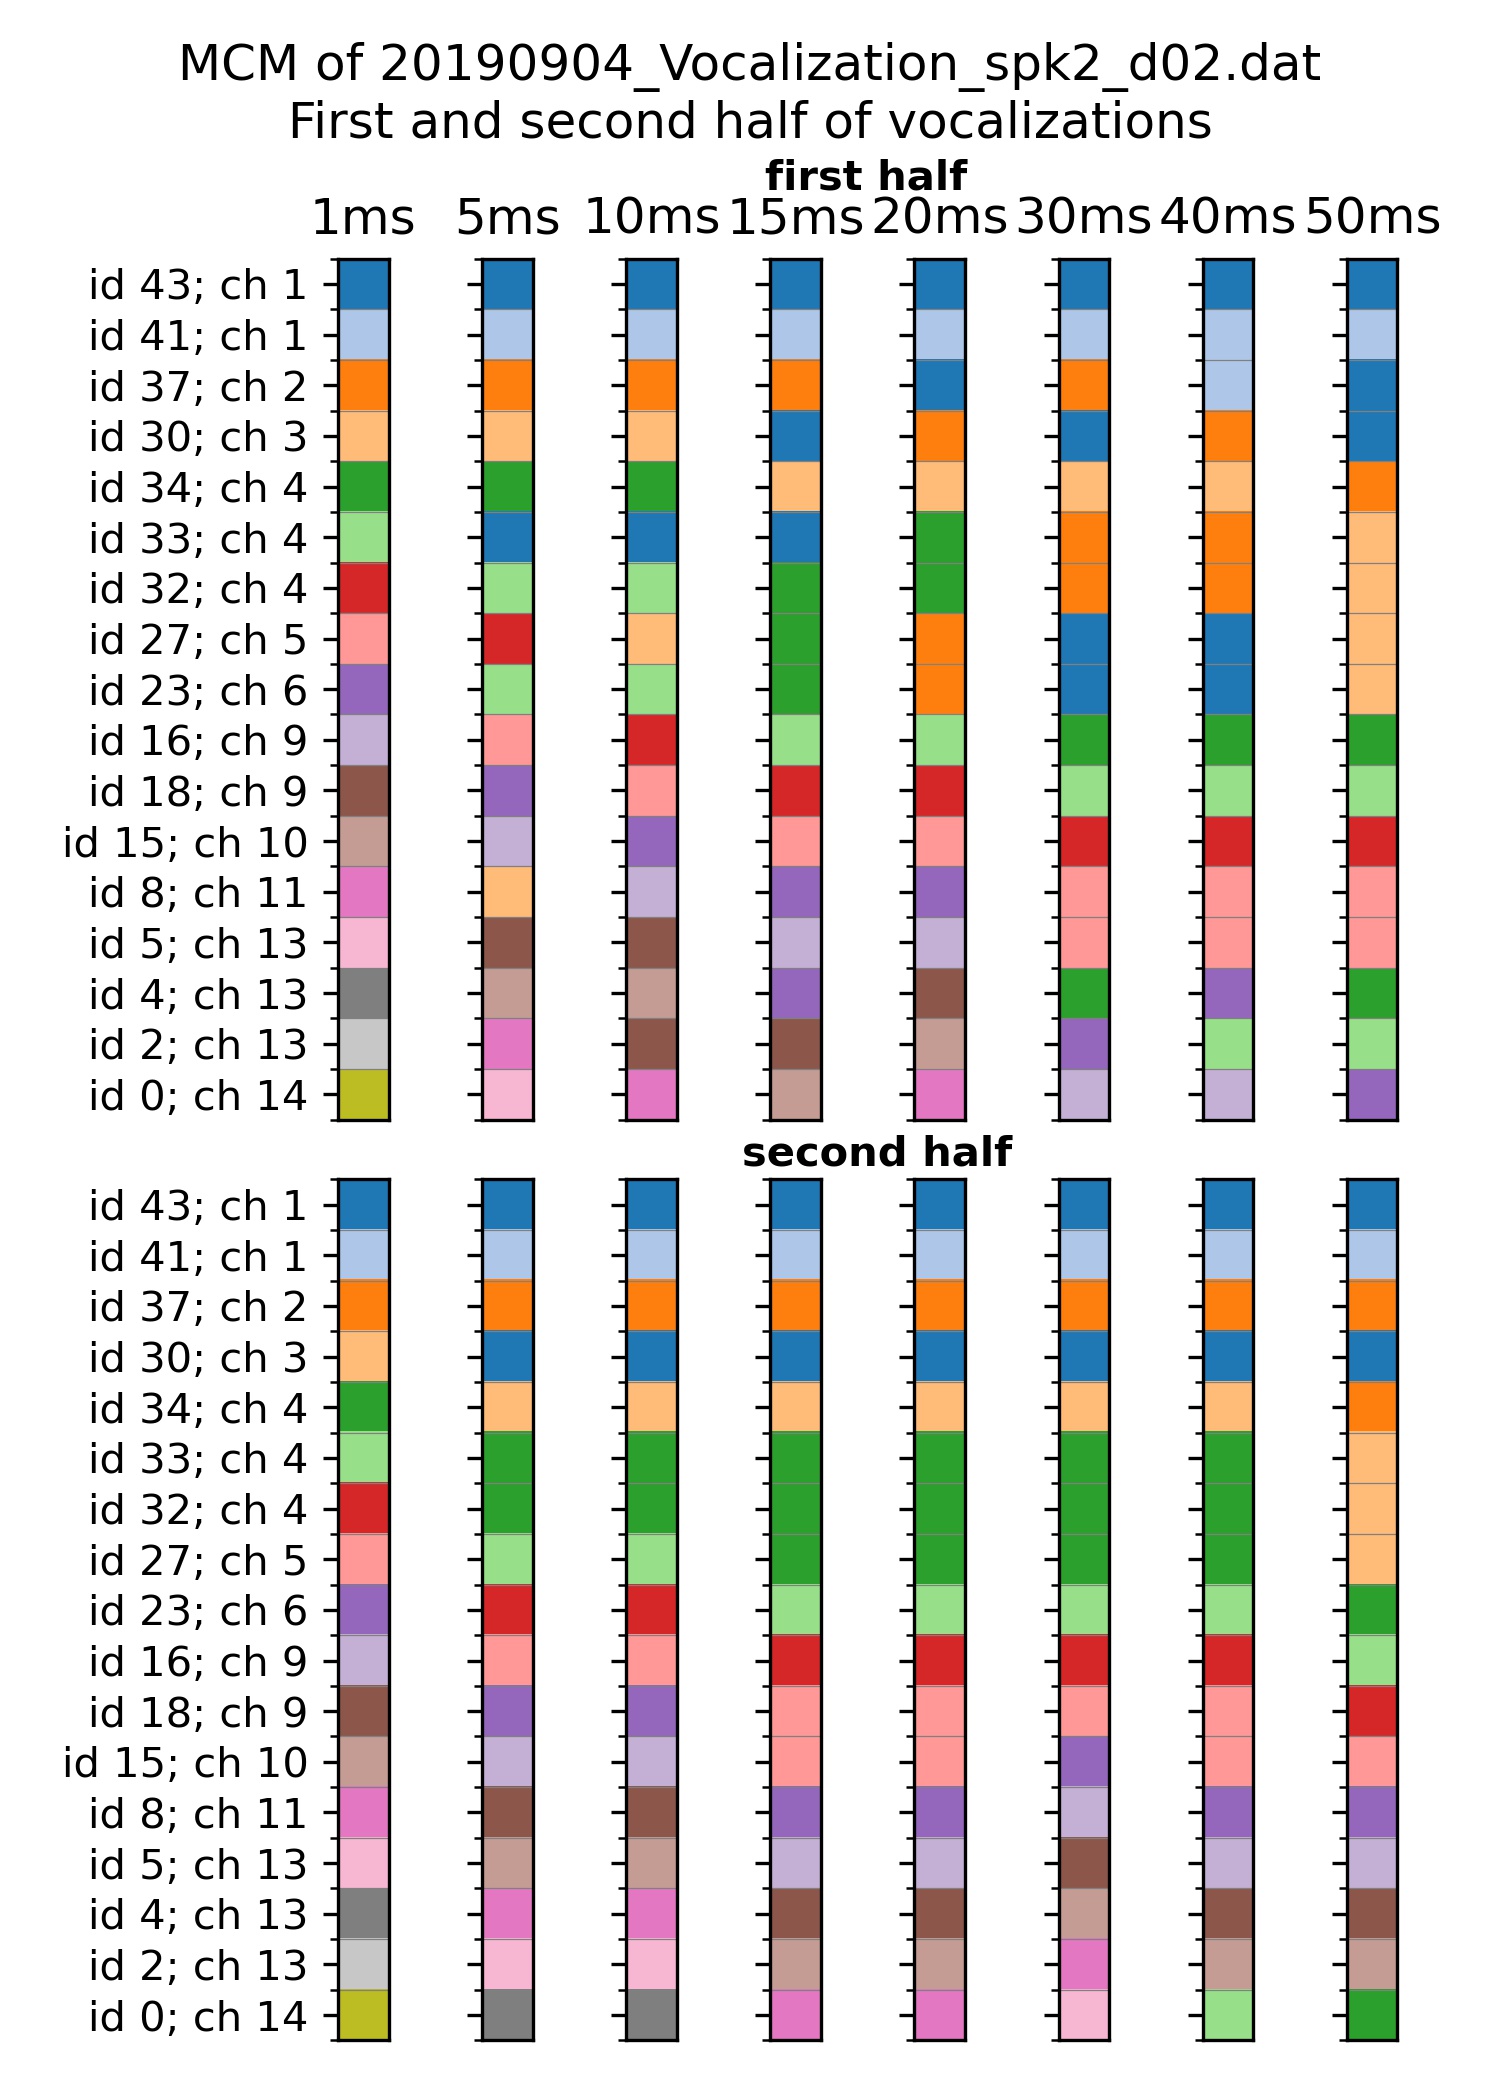 MCM of 20190904_Vocalization_spk2_d02.dat
First and second half of vocalizations
first half
1ms 5ms 10ms 15ms 20ms 30ms 40ms 50ms
id 43; ch 1
id 41; ch 1
id 37; ch 2
id 30; ch 3
id 34; ch 4
id 33; ch 4
id 32; ch 4
id 27; ch 5
id 23; ch 6
id 16; ch 9
id 18; ch 9
id 15; ch 10
id 8; ch 11
id 5; ch 13
id 4; ch 13
id 2; ch 13
id 0; ch 14
second half
id 43; ch 1
id 41; ch 1
id 37; ch 2
id 30; ch 3
id 34; ch 4
id 33; ch 4
id 32; ch 4
id 27; ch 5
id 23; ch 6
id 16; ch 9
id 18; ch 9
id 15; ch 10
id 8; ch 11
id 5; ch 13
id 4; ch 13
id 2; ch 13
id 0; ch 14